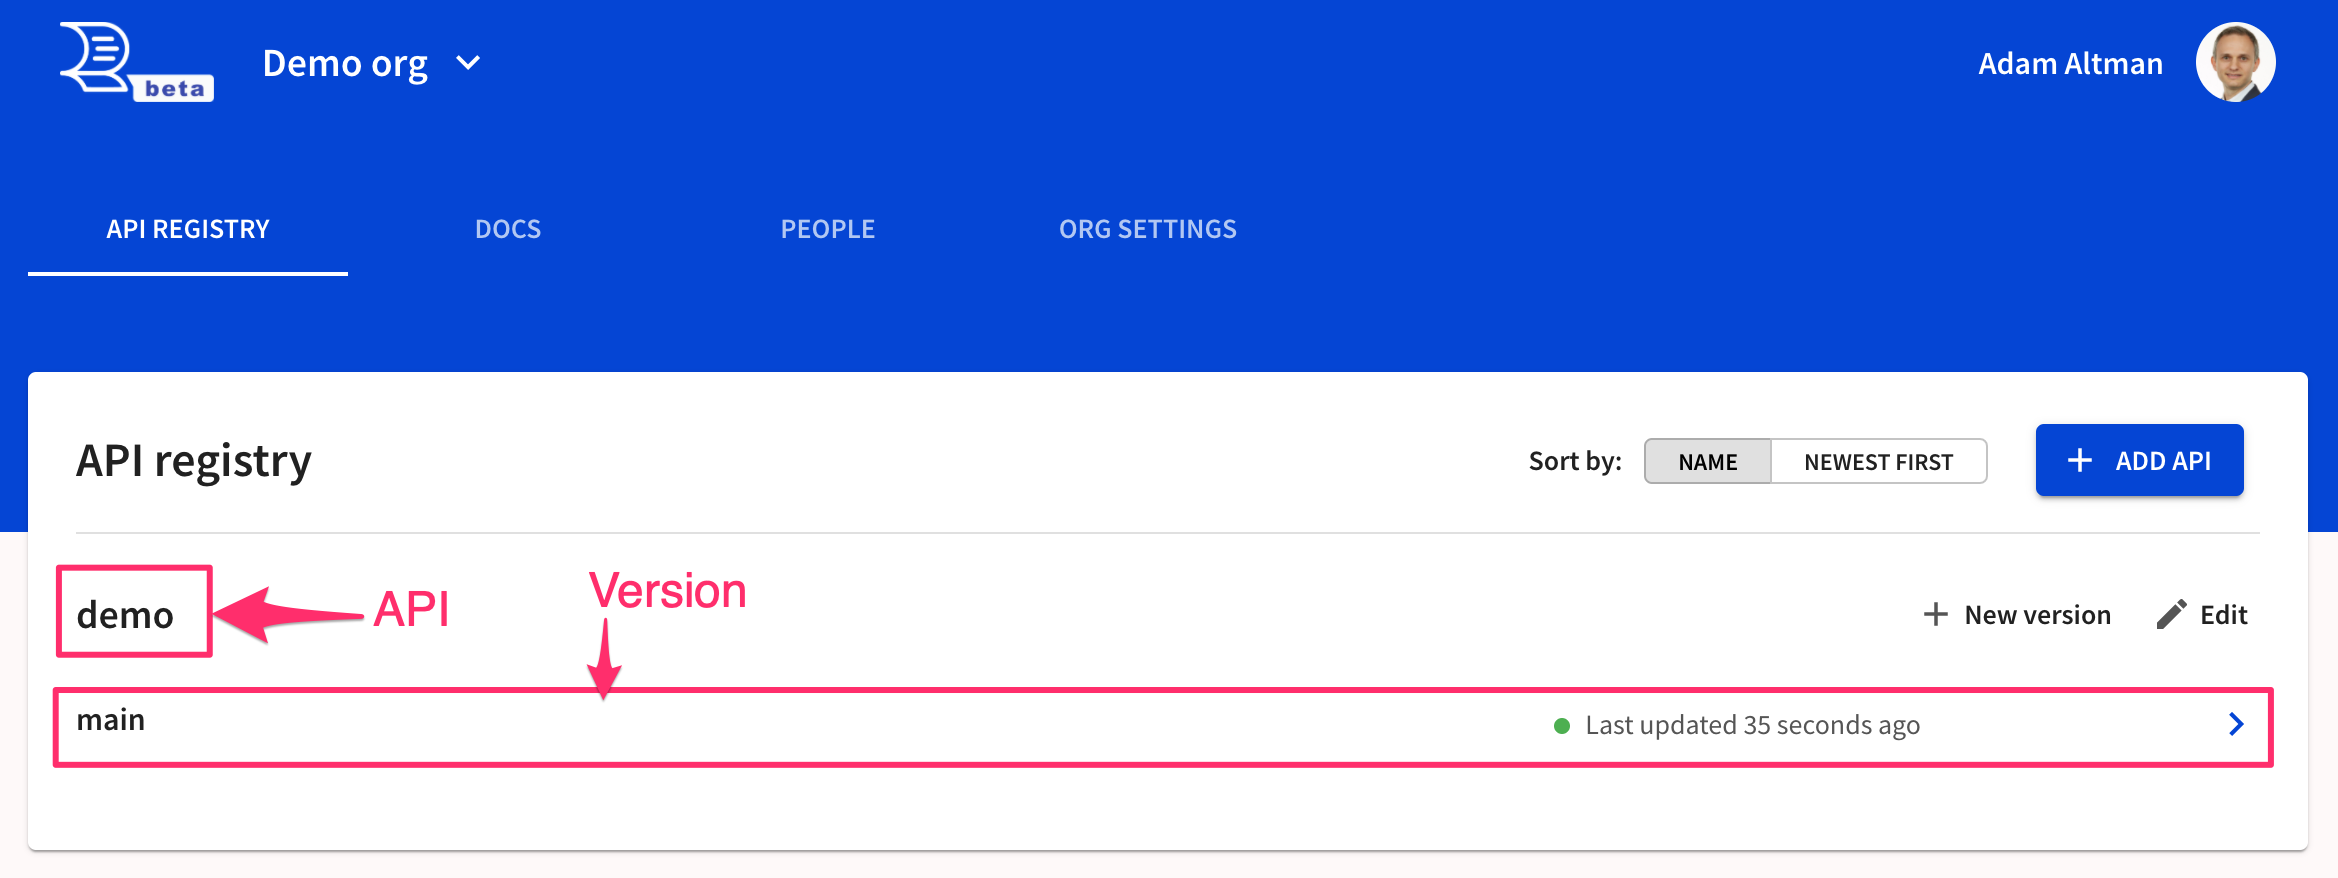 beta
Demo org
Adam Altman
API REGISTRY
DOCS
PEOPLE
ORG SETTINGS
API registry
Sort by:
NAME
NEWEST FIRST
+ ADD API
demo
API
Version
+ New version
Edit
main
Last updated 35 seconds ago